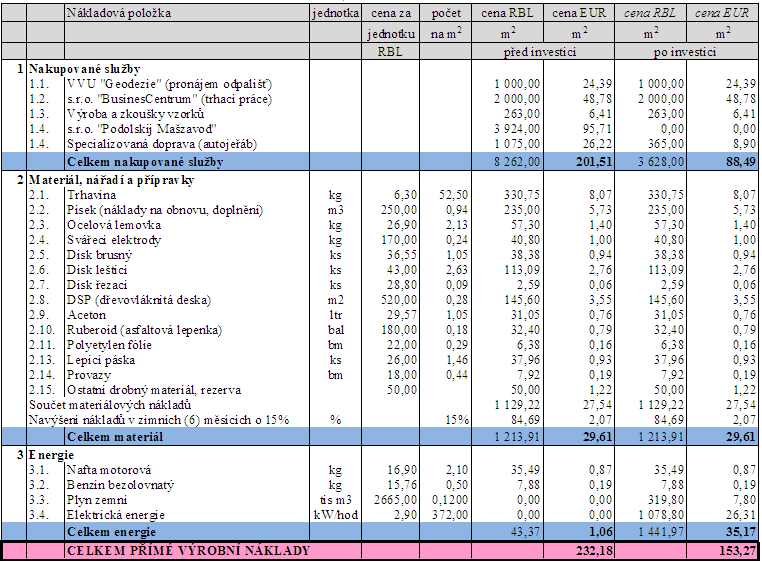 Nákladová položka jednotka cena za počet cena RBL cena EUR cena RBL cena EUR
jednotku na m2 m2 m2 m2 m2
RBL před investicí po investici
1 Nakupované služby
1.1. VVU "Geodezie" (pronájem odpališť) 1 000,00 24,39 1 000,00 24,39
1.2. s.r.o. "BusinesCentrum" (trhací práce) 2 000,00 48,78 2 000,00 48,78
1.3. Výroba a zkoušky vzorků 263,00 6,41 263,00 6,41
1.4. s.r.o. "Podolskij Mašzavod" 3 924,00 95,71 0,00 0,00
1.4. Specializovaná doprava (autojeřáb) 1 075,00 26,22 365,00 8,90
Celkem nakupované služby 8 262,00 201,51 3 628,00 88,49
2 Materiál, nářadí a přípravky
2.1. Trhavina kg 6,30 52,50 330,75 8,07 330,75 8,07
2.2. Písek (náklady na obnovu, doplnění) m3 250,00 0,94 235,00 5,73 235,00 5,73
2.3. Ocelová lemovka kg 26,90 2,13 57,30 1,40 57,30 1,40
2.4. Svářecí elektrody kg 170,00 0,24 40,80 1,00 40,80 1,00
2.5. Disk brusný ks 36,55 1,05 38,38 0,94 38,38 0,94
2.6. Disk leštící ks 43,00 2,63 113,09 2,76 113,09 2,76
2.7. Disk řezací ks 28,80 0,09 2,59 0,06 2,59 0,06
2.8. DSP (dřevovláknitá deska) m2 520,00 0,28 145,60 3,55 145,60 3,55
2.9. Aceton ltr 29,57 1,05 31,05 0,76 31,05 0,76
2.10. Ruberoid (asfaltová lepenka) bal 180,00 0,18 32,40 0,79 32,40 0,79
2.11. Polyetylen fólie bm 22,00 0,29 6,38 0,16 6,38 0,16
2.13. Lepící páska ks 26,00 1,46 37,96 0,93 37,96 0,93
2.14. Provazy bm 18,00 0,44 7,92 0,19 7,92 0,19
2.15. Ostatní drobný materiál, rezerva 50,00 50,00 1,22 50,00 1,22
Součet materiálových nákladů 1 129,22 27,54 1 129,22 27,54
Navýšení nákladů v zimních (6) měsících o 15% % 15% 84,69 2,07 84,69 2,07
Celkem materiál 1 213,91 29,61 1 213,91 29,61
3 Energie
3.1. Nafta motorová kg 16,90 2,10 35,49 0,87 35,49 0,87
3.2. Benzin bezolovnatý kg 15,76 0,50 7,88 0,19 7,88 0,19
3.3. Plyn zemní tis m3 2665,00 0,1200 0,00 0,00 319,80 7,80
3.4. Elektrická energie kW/hod 2,90 372,00 0,00 0,00 1 078,80 26,31
Celkem energie 43,37 1,06 1 441,97 35,17
CELKEM PŘÍMÉ VÝROBNÍ NÁKLADY 232,18 153,27